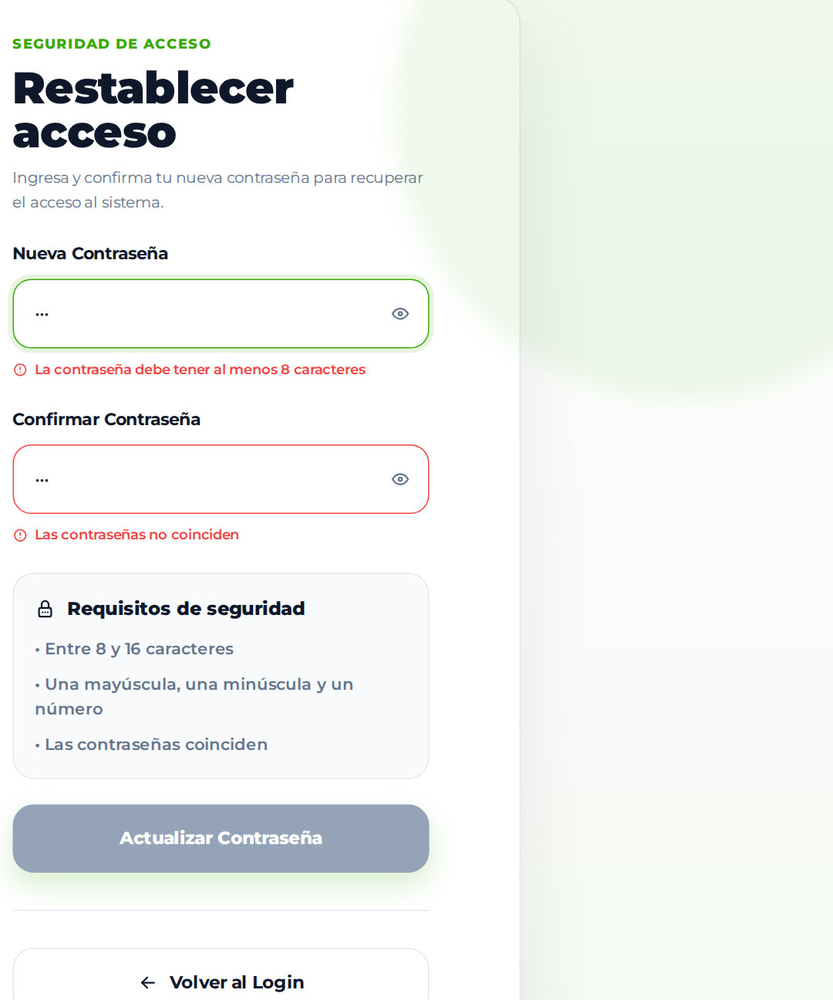 SEGURIDAD DE ACCESO
Restablecer
acceso
Ingresa y confirma tu nueva contraseña para recuperar
el acceso al sistema.
Nueva Contraseña
•••
La contraseña debe tener al menos 8 caracteres
Confirmar Contraseña
•••
Las contraseñas no coinciden
Requisitos de seguridad
• Entre 8 y 16 caracteres
• Una mayúscula, una minúscula y un
número
• Las contraseñas coinciden
Actualizar Contraseña
← Volver al Login